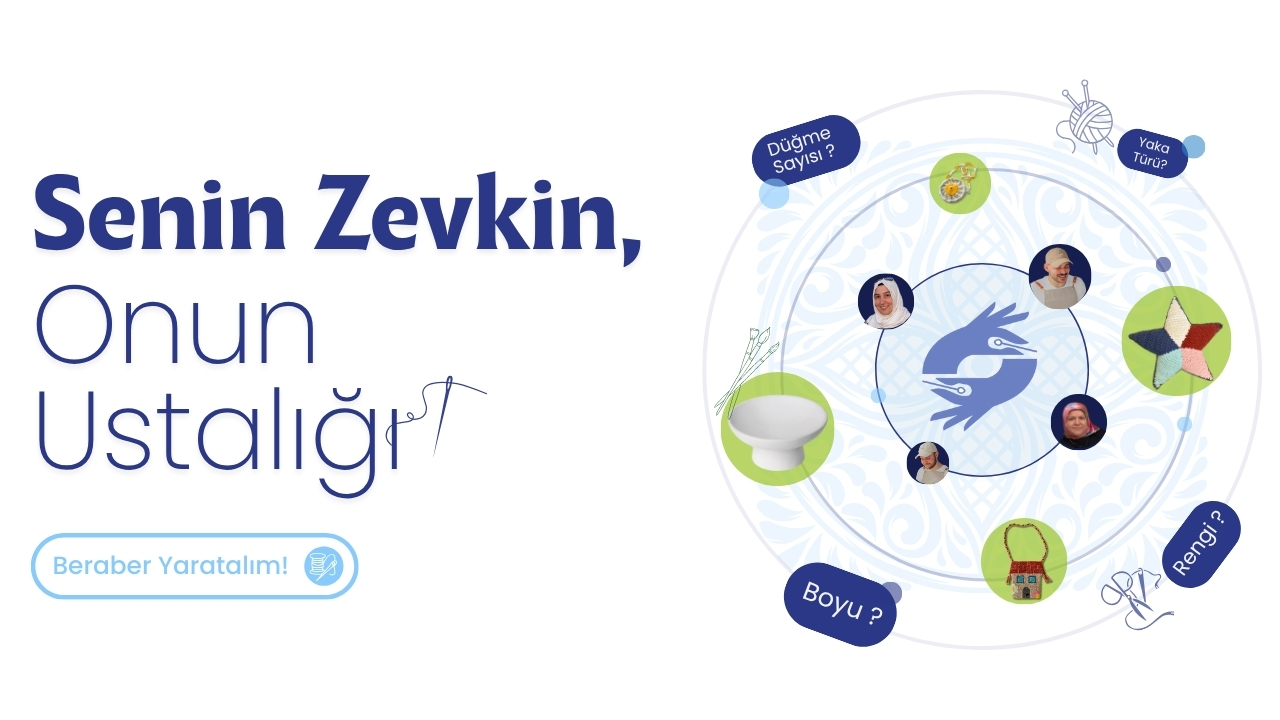 Senin Zevkin,
Onun
Ustalığı
Beraber Yaratalım!
Düğme
Sayısı ?
Yaka
Türü?
Boyu ?
Rengi ?